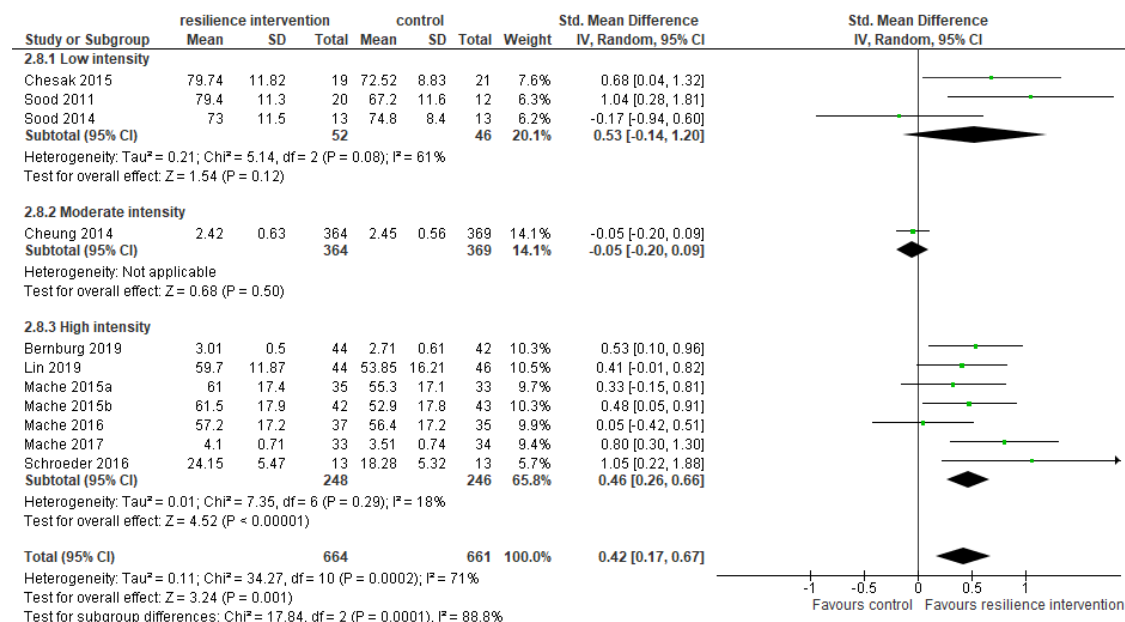 resilience intervention control Std. Mean Difference Std. Mean Difference
Study or Subgroup Mean SD Total Mean SD Total Weight IV, Random, 95% CI IV, Random, 95% CI
2.8.1 Low intensity
Chesak 2015 79.74 11.82 19 72.52 8.83 21 7.6% 0.68 [0.04, 1.32]
Sood 2011 79.4 11.3 20 67.2 11.6 12 6.3% 1.04 [0.28, 1.81]
Sood 2014 73 11.5 13 74.8 8.4 13 6.2% -0.17 [-0.94, 0.60]
Subtotal (95% CI) 52 46 20.1% 0.53 [-0.14, 1.20]
Heterogeneity: Tau² = 0.21; Chi² = 5.14, df = 2 (P = 0.08); I² = 61%
Test for overall effect: Z = 1.54 (P = 0.12)
2.8.2 Moderate intensity
Cheung 2014 2.42 0.63 364 2.45 0.56 369 14.1% -0.05 [-0.20, 0.09]
Subtotal (95% CI) 364 369 14.1% -0.05 [-0.20, 0.09]
Heterogeneity: Not applicable
Test for overall effect: Z = 0.68 (P = 0.50)
2.8.3 High intensity
Bernburg 2019 3.01 0.5 44 2.71 0.61 42 10.3% 0.53 [0.10, 0.96]
Lin 2019 59.7 11.87 44 53.85 16.21 46 10.5% 0.41 [-0.01, 0.82]
Mache 2015a 61 17.4 35 55.3 17.1 33 9.7% 0.33 [-0.15, 0.81]
Mache 2015b 61.5 17.9 42 52.9 17.8 43 10.3% 0.48 [0.05, 0.91]
Mache 2016 57.2 17.2 37 56.4 17.2 35 9.9% 0.05 [-0.42, 0.51]
Mache 2017 4.1 0.71 33 3.51 0.74 34 9.4% 0.80 [0.30, 1.30]
Schroeder 2016 24.15 5.47 13 18.28 5.32 13 5.7% 1.05 [0.22, 1.88]
Subtotal (95% CI) 248 246 65.8% 0.46 [0.26, 0.66]
Heterogeneity: Tau² = 0.01; Chi² = 7.35, df = 6 (P = 0.29); I² = 18%
Test for overall effect: Z = 4.52 (P < 0.00001)
Total (95% CI) 664 661 100.0% 0.42 [0.17, 0.67]
Heterogeneity: Tau² = 0.11; Chi² = 34.27, df = 10 (P = 0.0002); I² = 71%
Test for overall effect: Z = 3.24 (P = 0.001)
Test for subgroup differences: Chi² = 17.84, df = 2 (P = 0.0001), I² = 88.8%
-1 -0.5 0 0.5 1
Favours control Favours resilience intervention